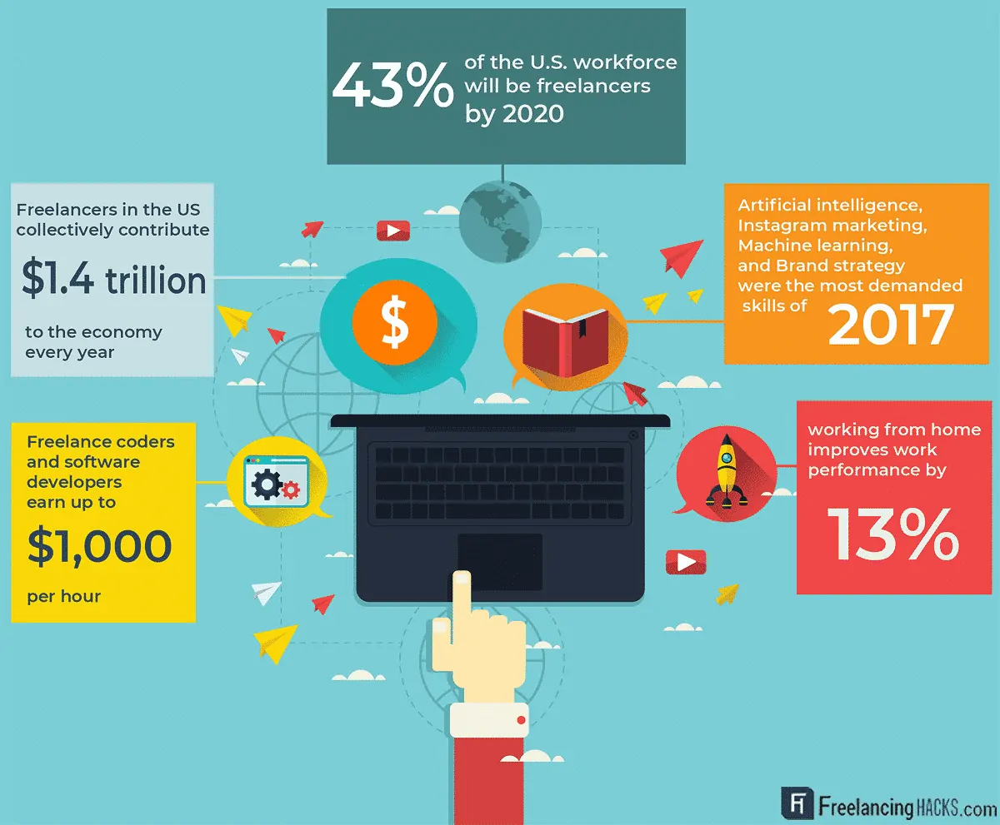 43%
of the U.S. workforce
will be freelancers
by 2020
Freelancers in the US
collectively contribute
$1.4 trillion
to the economy
every year
Artificial intelligence,
Instagram marketing,
Machine learning,
and Brand strategy
were the most demanded
skills of 2017
$
Freelance coders
and software
developers
earn up to
$1,000
per hour
working from home
improves work
performance by
13%
FreelancingHACKS.com